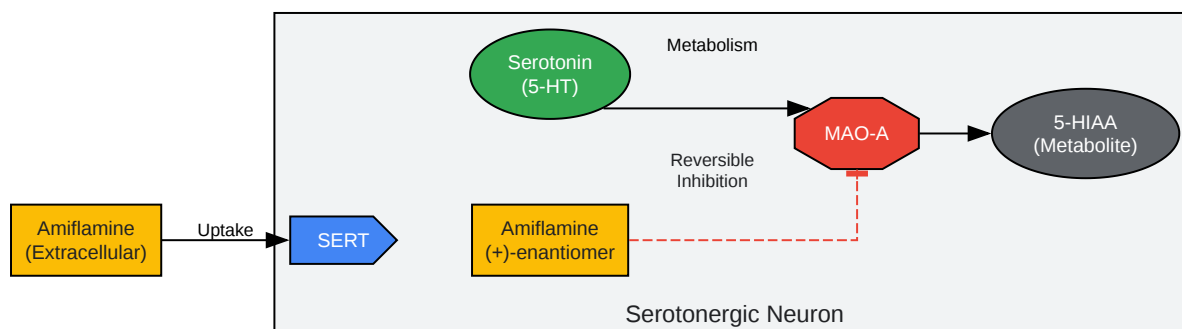 Metabolism
Serotonin
(5-HT)
MAO-A
5-HIAA
(Metabolite)
Reversible
Inhibition
Amiflamine
(Extracellular)
Uptake
SERT
Amiflamine
(+)-enantiomer
Serotonergic Neuron